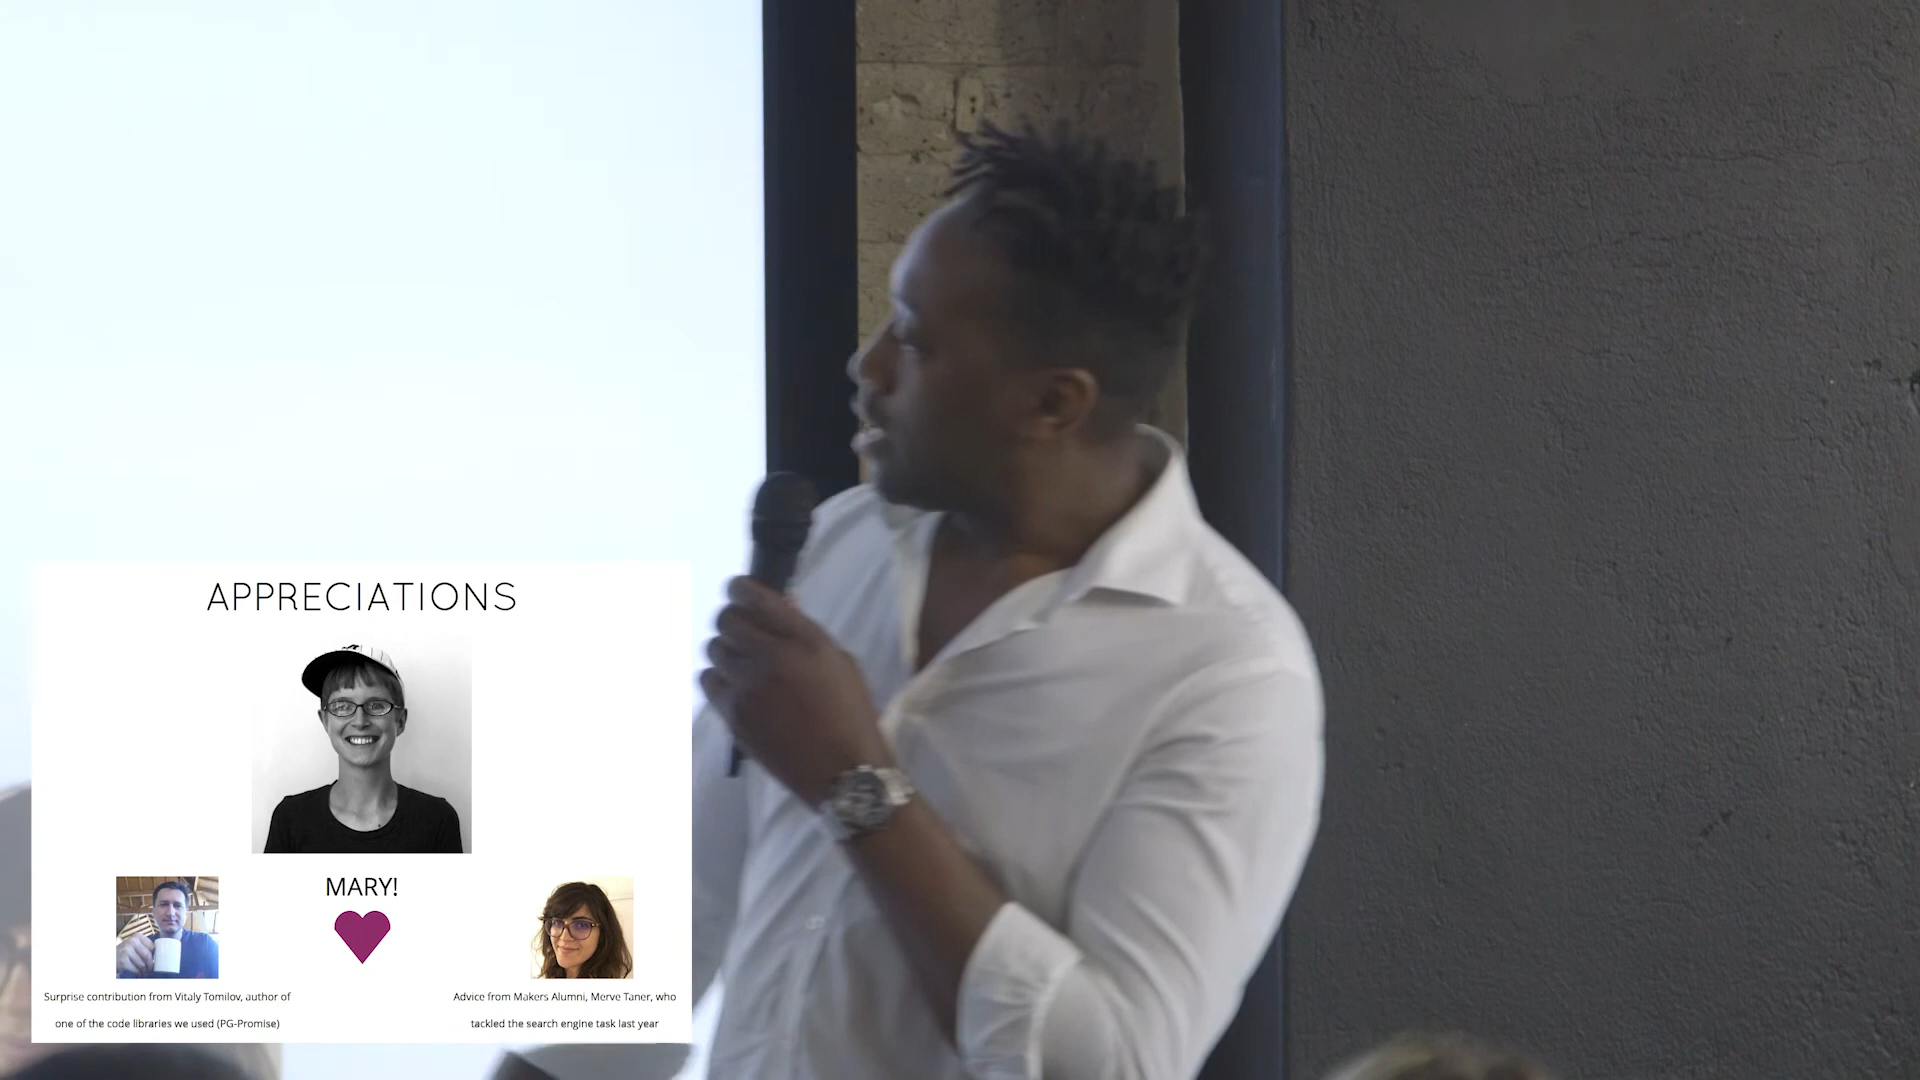 APPRECIATIONS
MARY!
Surprise contribution from Vitaly Tomilov, author of
one of the code libraries we used (PG-Promise)
Advice from Makers Alumni, Merve Taner, who
tackled the search engine task last year